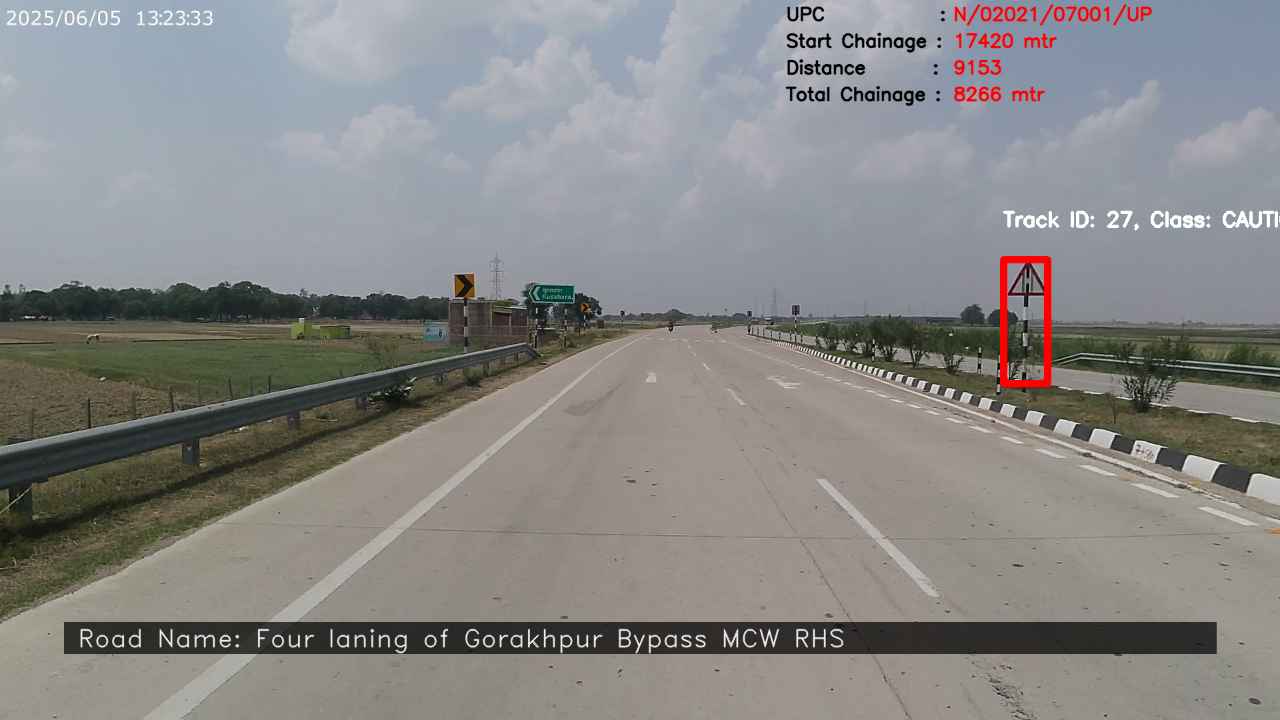 2025/06/05 13:23:33
UPC : N/02021/07001/UP
Start Chainage : 17420 mtr
Distance : 9153
Total Chainage : 8266 mtr
Track ID: 27, Class: CAUTI
Kusahara
Road Name: Four laning of Gorakhpur Bypass MCW RHS